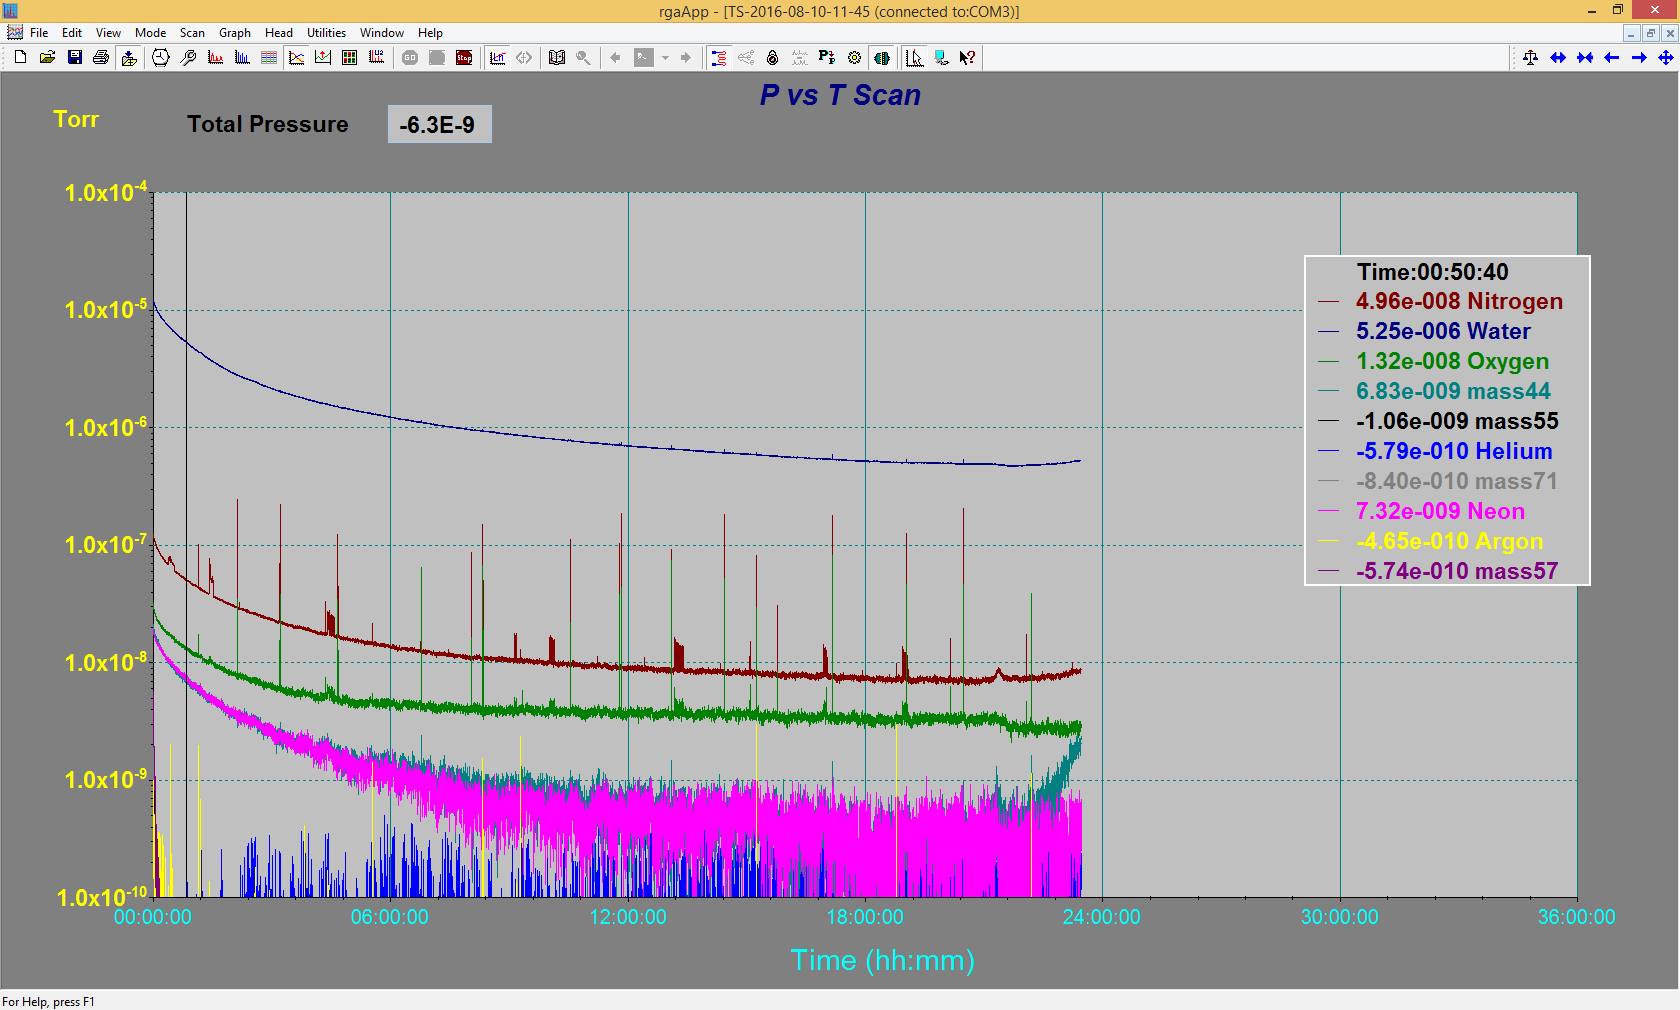 rgaApp - [TS-2016-08-10-11-45 (connected to:COM3)]
File Edit View Mode Scan Graph Head Utilities Window Help
GO Stop
P vs T Scan
Torr
Total Pressure -6.3E-9
1.0x10-4
1.0x10-5
1.0x10-6
1.0x10-7
1.0x10-8
1.0x10-9
1.0x10-10
Time:00:50:40
4.96e-008 Nitrogen
5.25e-006 Water
1.32e-008 Oxygen
6.83e-009 mass44
-1.06e-009 mass55
-5.79e-010 Helium
-8.40e-010 mass71
7.32e-009 Neon
-4.65e-010 Argon
-5.74e-010 mass57
00:00:00 06:00:00 12:00:00 18:00:00 24:00:00 30:00:00 36:00:00
Time (hh:mm)
For Help, press F1